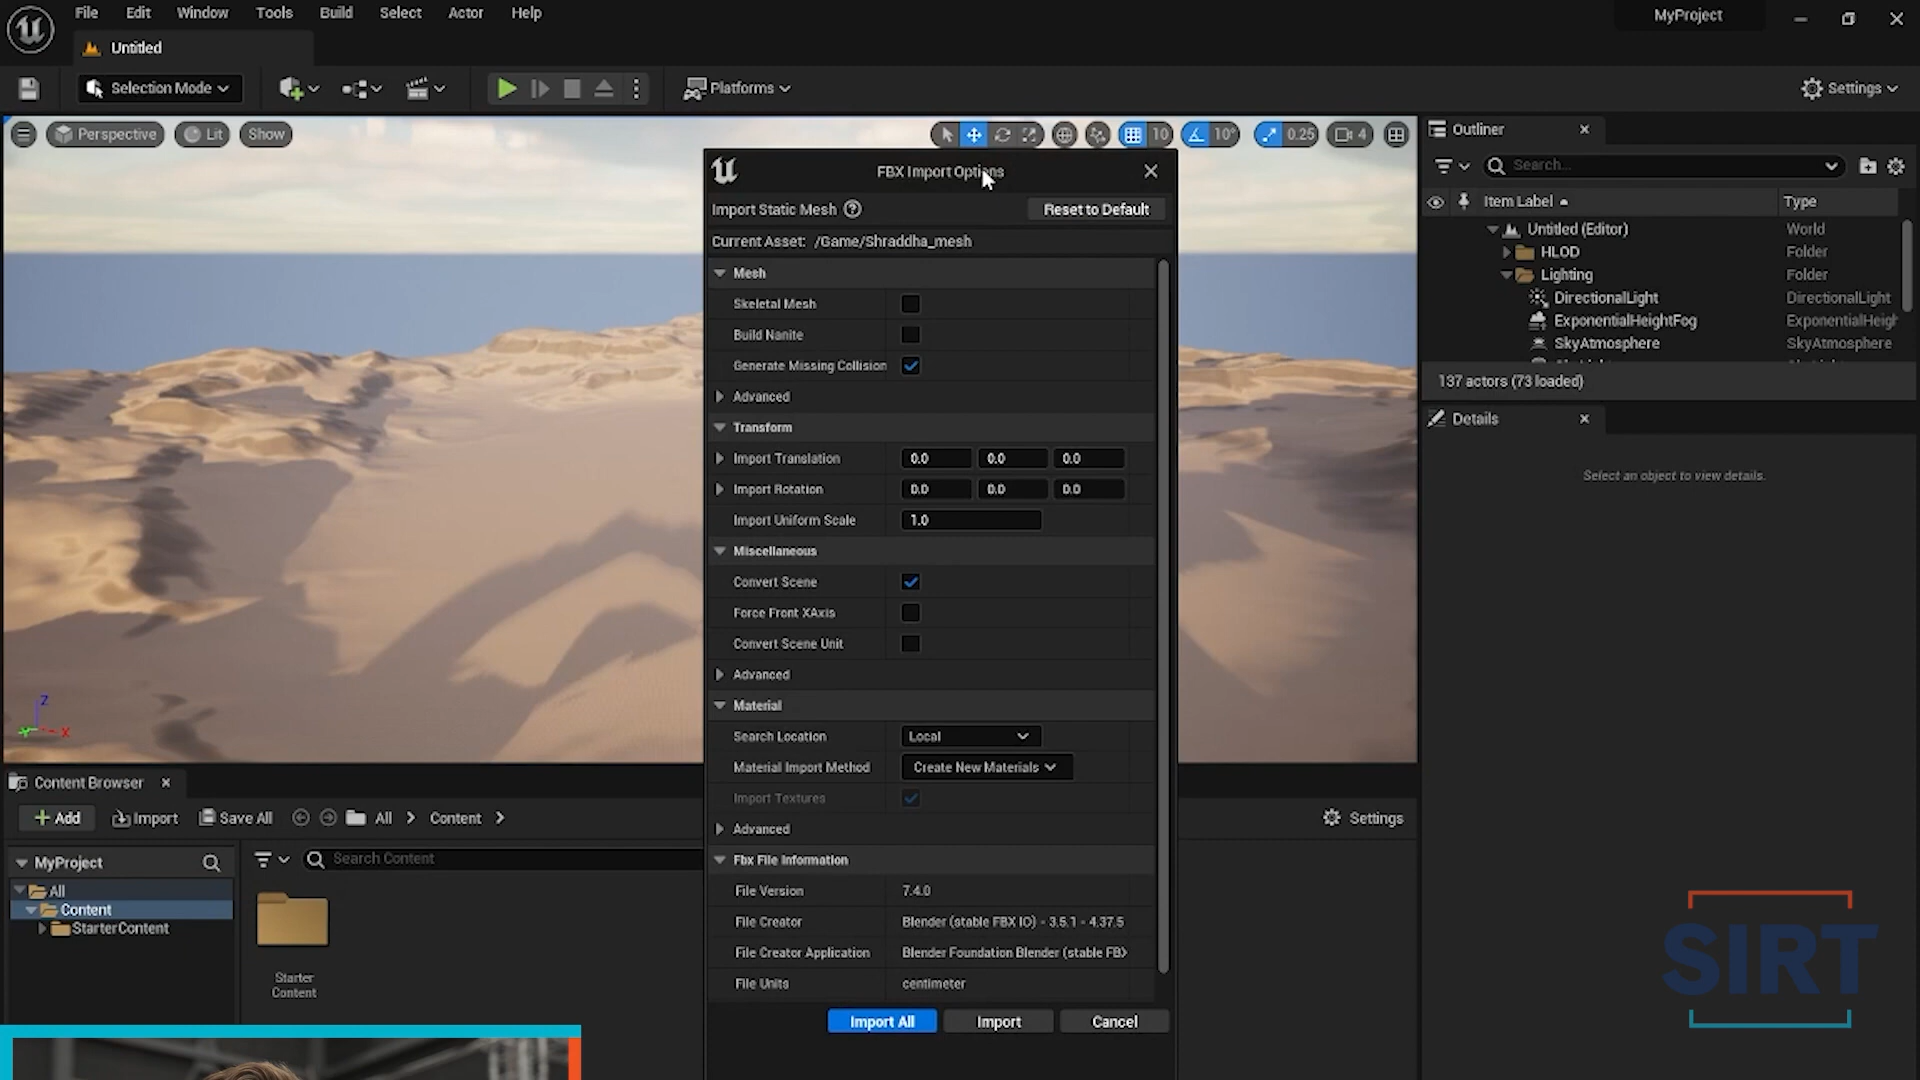 File Edit Window Tools Build Select Actor Help
MyProject
Untitled
Selection Mode
Platforms
Settings
Perspective
Lit
Show
10
10°
0.25
4
FBX Import Options
Import Static Mesh
Reset to Default
Current Asset: /Game/Shraddha_mesh
Mesh
Skeletal Mesh
Build Nanite
Generate Missing Collision
Advanced
Transform
Import Translation 0.0 0.0 0.0
Import Rotation 0.0 0.0 0.0
Import Uniform Scale 1.0
Miscellaneous
Convert Scene
Force Front XAxis
Convert Scene Unit
Advanced
Material
Search Location Local
Material Import Method Create New Materials
Import Textures
Advanced
Fbx File Information
File Version 7.4.0
File Creator Blender (stable FBX IO) - 3.5.1 - 4.37.5
File Creator Application Blender Foundation Blender (stable FB
File Units centimeter
Import All
Import
Cancel
Outliner
Search...
Item Label Type
Untitled (Editor) World
HLOD Folder
Lighting Folder
DirectionalLight DirectionalLight
ExponentialHeightFog ExponentialHeigh
SkyAtmosphere SkyAtmosphere
137 actors (73 loaded)
Details
Select an object to view details.
Z
Y
X
Content Browser
Add
Import
Save All
All
Content
Settings
MyProject
Search Content
All
Content
StarterContent
Starter
Content
SIRT